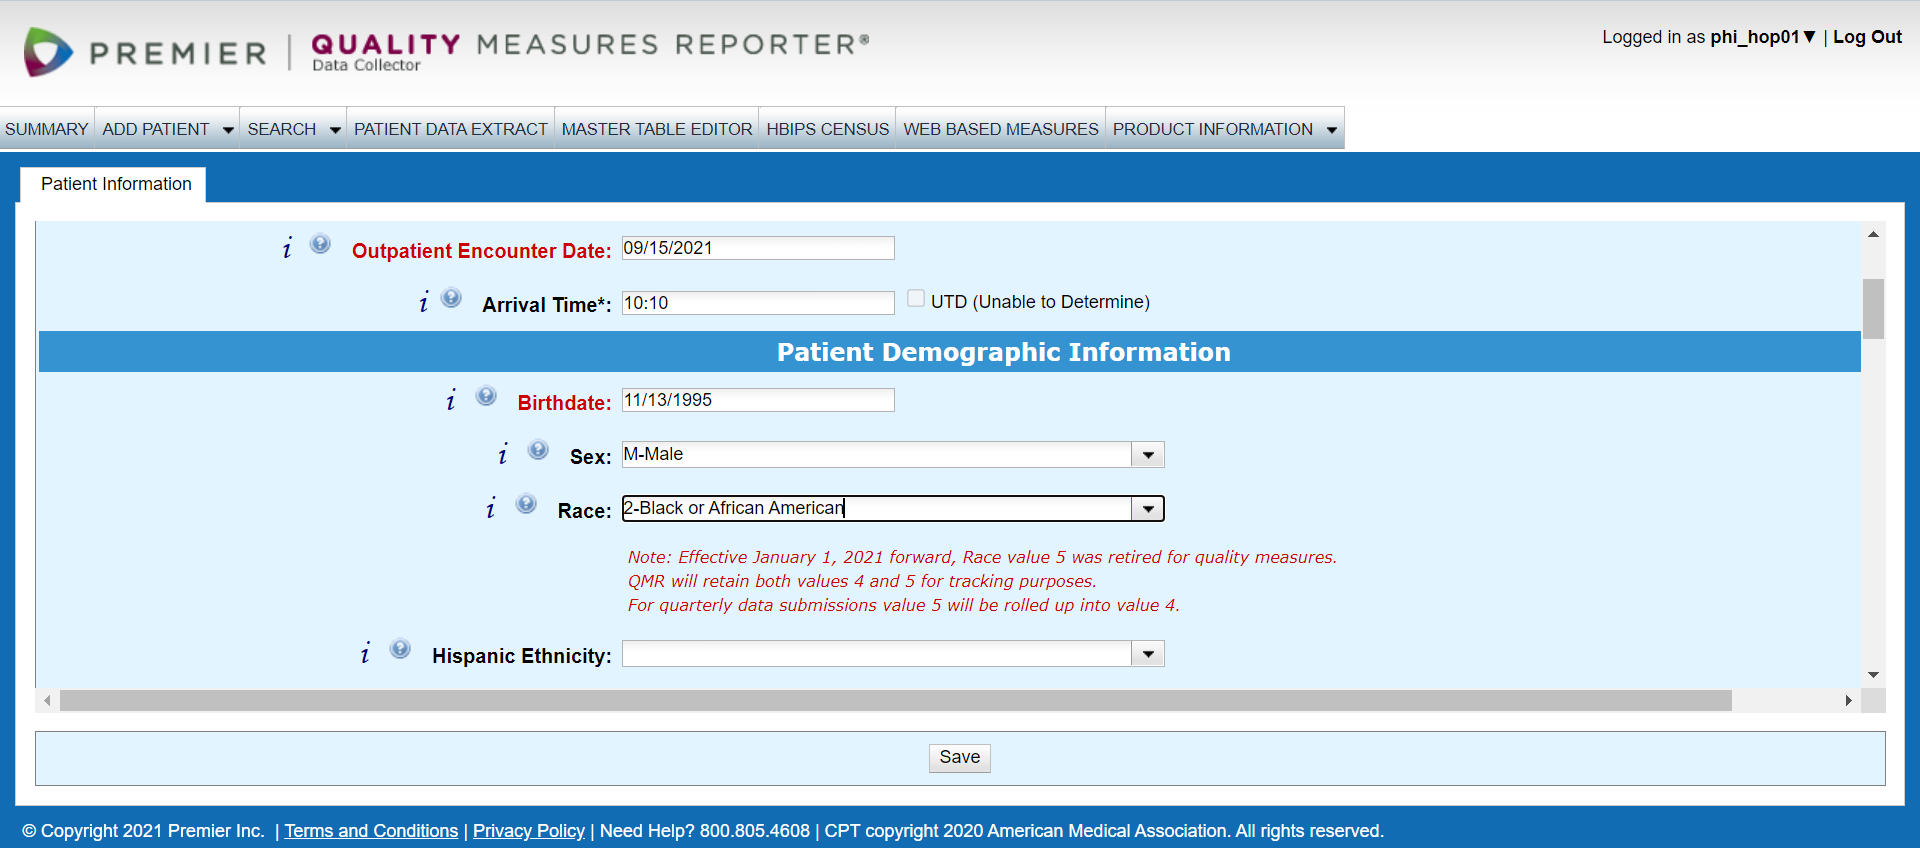 PREMIER | QUALITY MEASURES REPORTER®
Data Collector
Logged in as phi_hop01▼ | Log Out
SUMMARY ADD PATIENT SEARCH PATIENT DATA EXTRACT MASTER TABLE EDITOR HBIPS CENSUS WEB BASED MEASURES PRODUCT INFORMATION
Patient Information
i ? Outpatient Encounter Date: 09/15/2021
i ? Arrival Time*: 10:10 UTD (Unable to Determine)
Patient Demographic Information
i ? Birthdate: 11/13/1995
i ? Sex: M-Male
i ? Race: 2-Black or African American
Note: Effective January 1, 2021 forward, Race value 5 was retired for quality measures.
QMR will retain both values 4 and 5 for tracking purposes.
For quarterly data submissions value 5 will be rolled up into value 4.
i ? Hispanic Ethnicity:
Save
© Copyright 2021 Premier Inc. | Terms and Conditions | Privacy Policy | Need Help? 800.805.4608 | CPT copyright 2020 American Medical Association. All rights reserved.